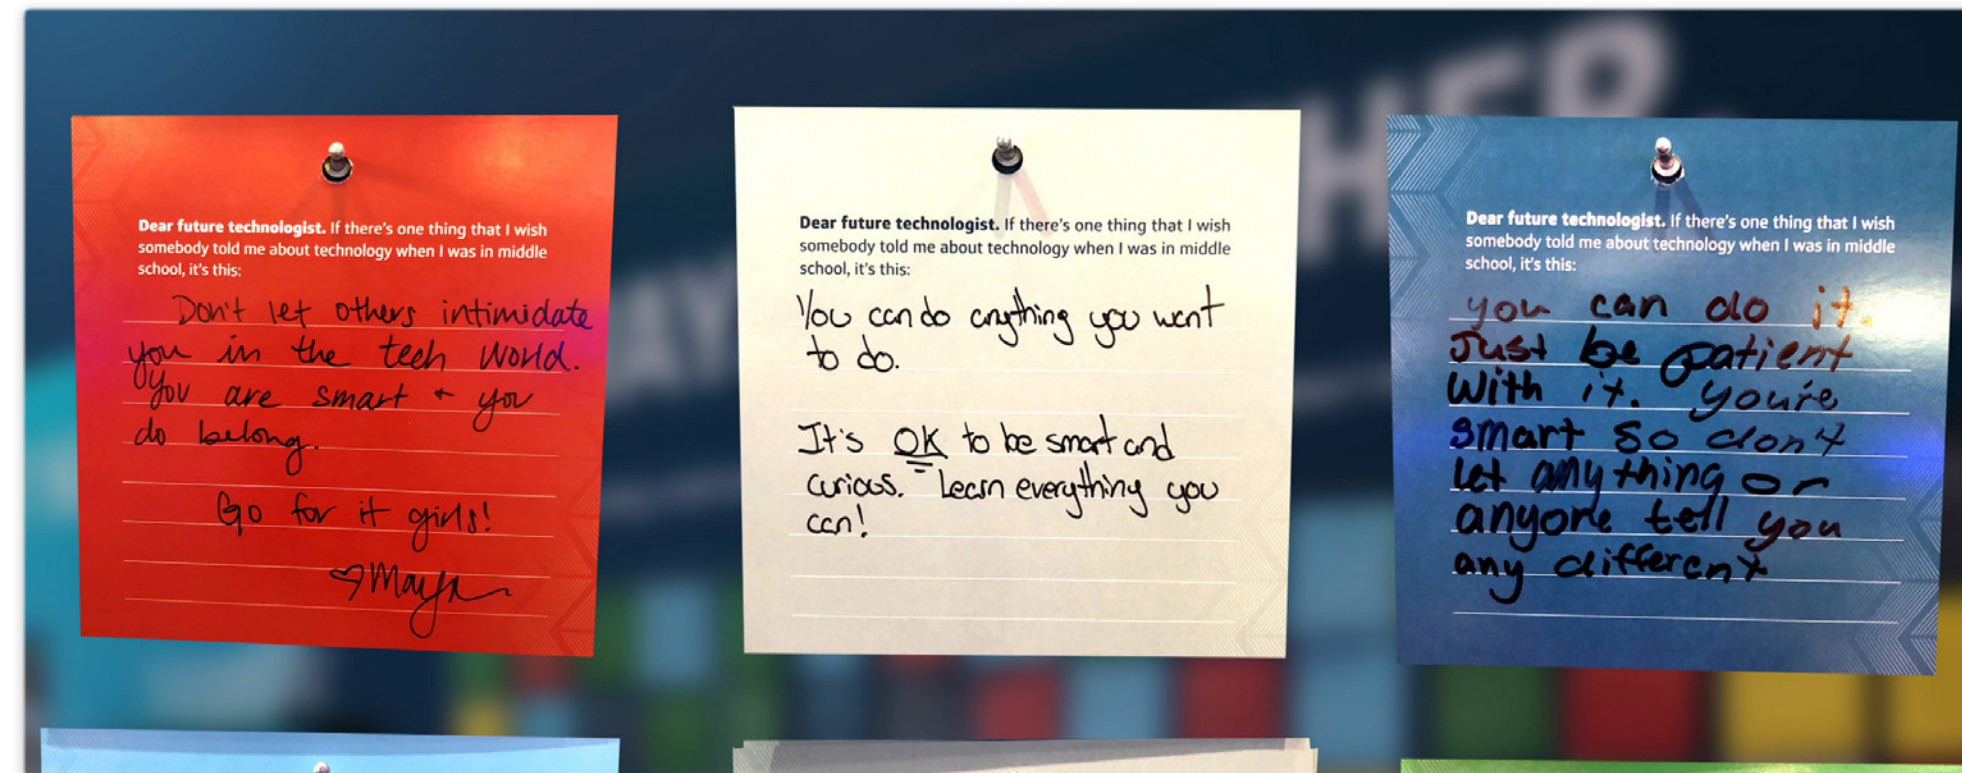 Dear future technologist. If there's one thing that I wish
somebody told me about technology when I was in middle
school, it's this:
Don't let others intimidate
you in the tech world.
You are smart + you
do belong.
Go for it girls!
♡Maya
Dear future technologist. If there's one thing that I wish
somebody told me about technology when I was in middle
school, it's this:
You can do anything you want
to do.
It's OK to be smart and
curious. Learn everything you
can!
Dear future technologist. If there's one thing that I wish
somebody told me about technology when I was in middle
school, it's this:
you can do it.
Just be patient
with it. you're
smart so don't
let anything or
anyone tell you
any different